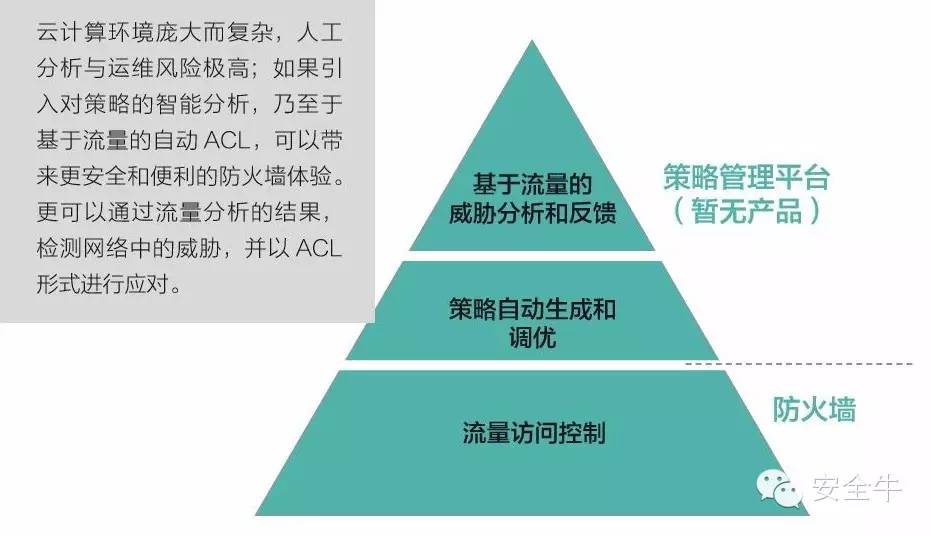 云计算环境庞大而复杂，人工
分析与运维风险极高；如果引
入对策略的智能分析，乃至于
基于流量的自动 ACL，可以带
来更安全和便利的防火墙体验。
更可以通过流量分析的结果，
检测网络中的威胁，并以 ACL
形式进行应对。
基于流量的
威胁分析和反馈
策略管理平台
（暂无产品）
策略自动生成和
调优
防火墙
流量访问控制
安全牛